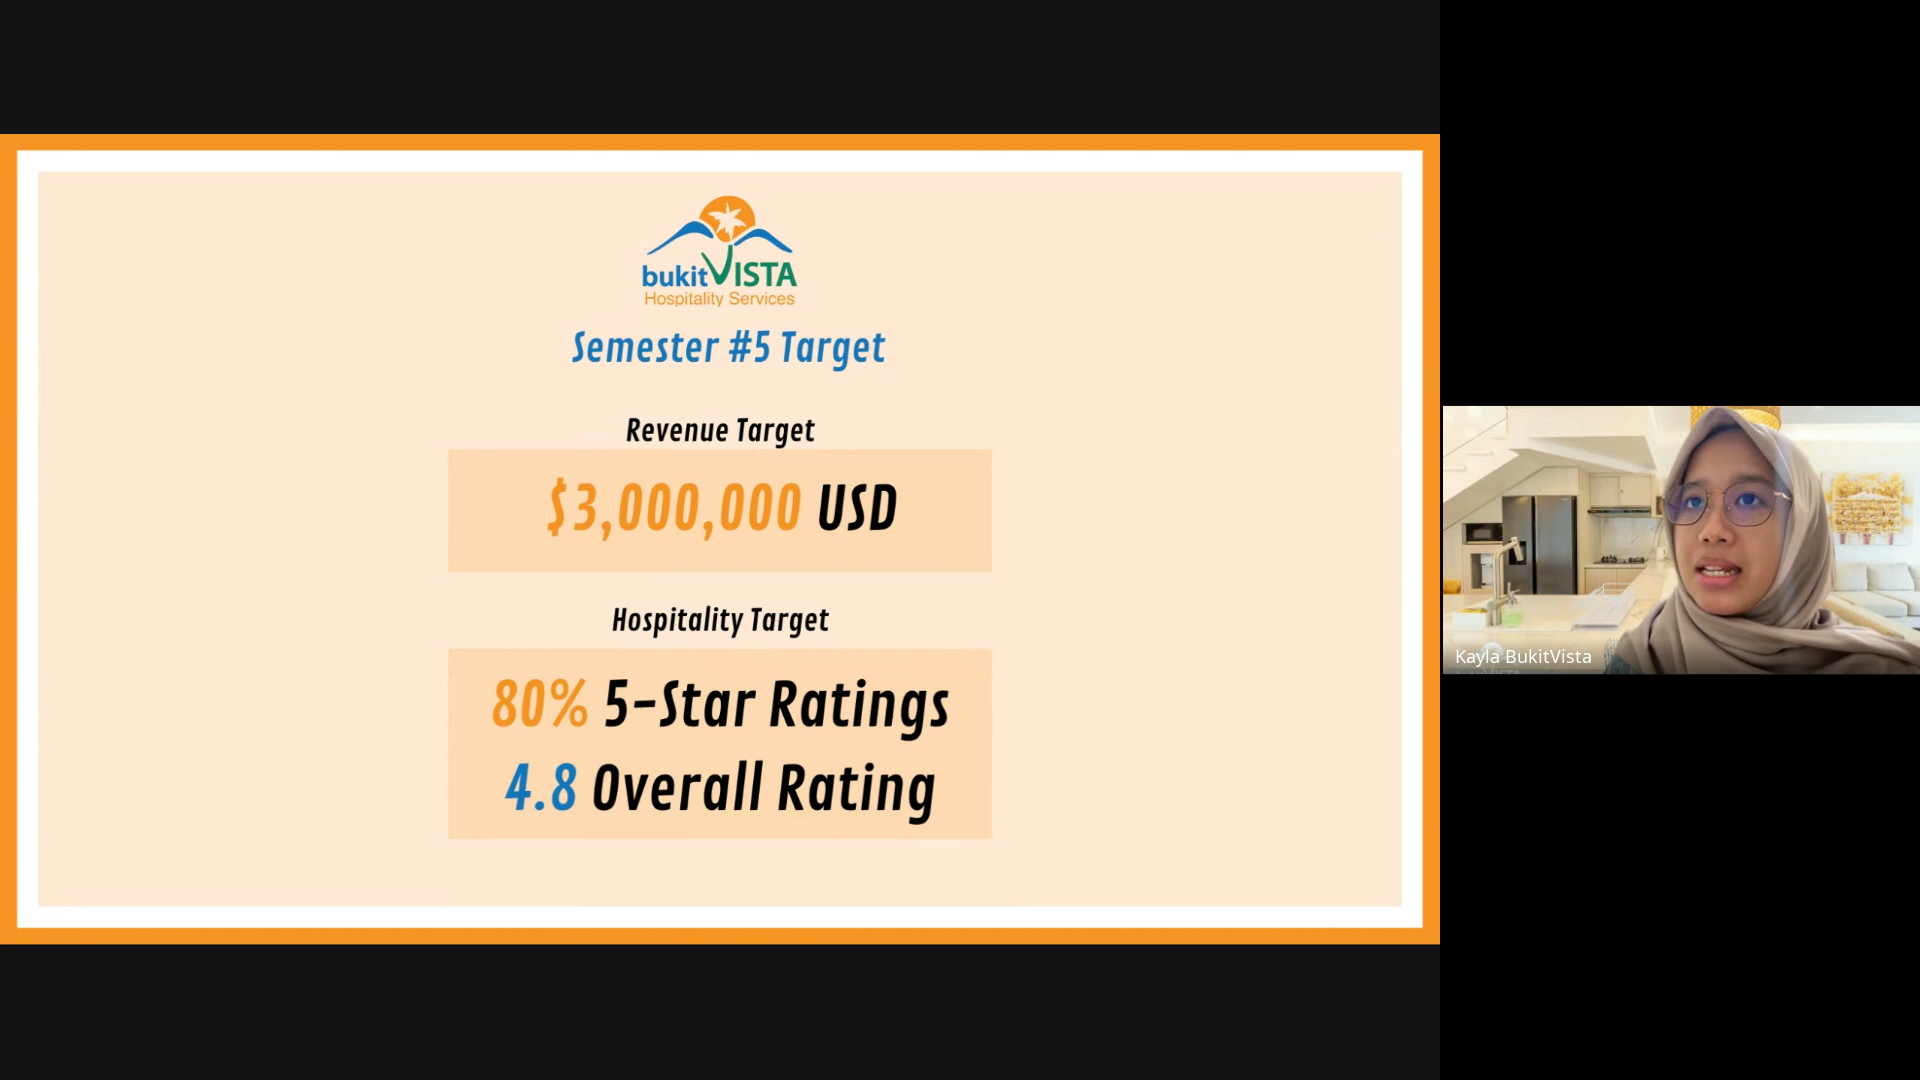 bukitVISTA
Hospitality Services
Semester #5 Target
Revenue Target
$3,000,000 USD
Hospitality Target
80% 5-Star Ratings
4.8 Overall Rating
Kayla BukitVista